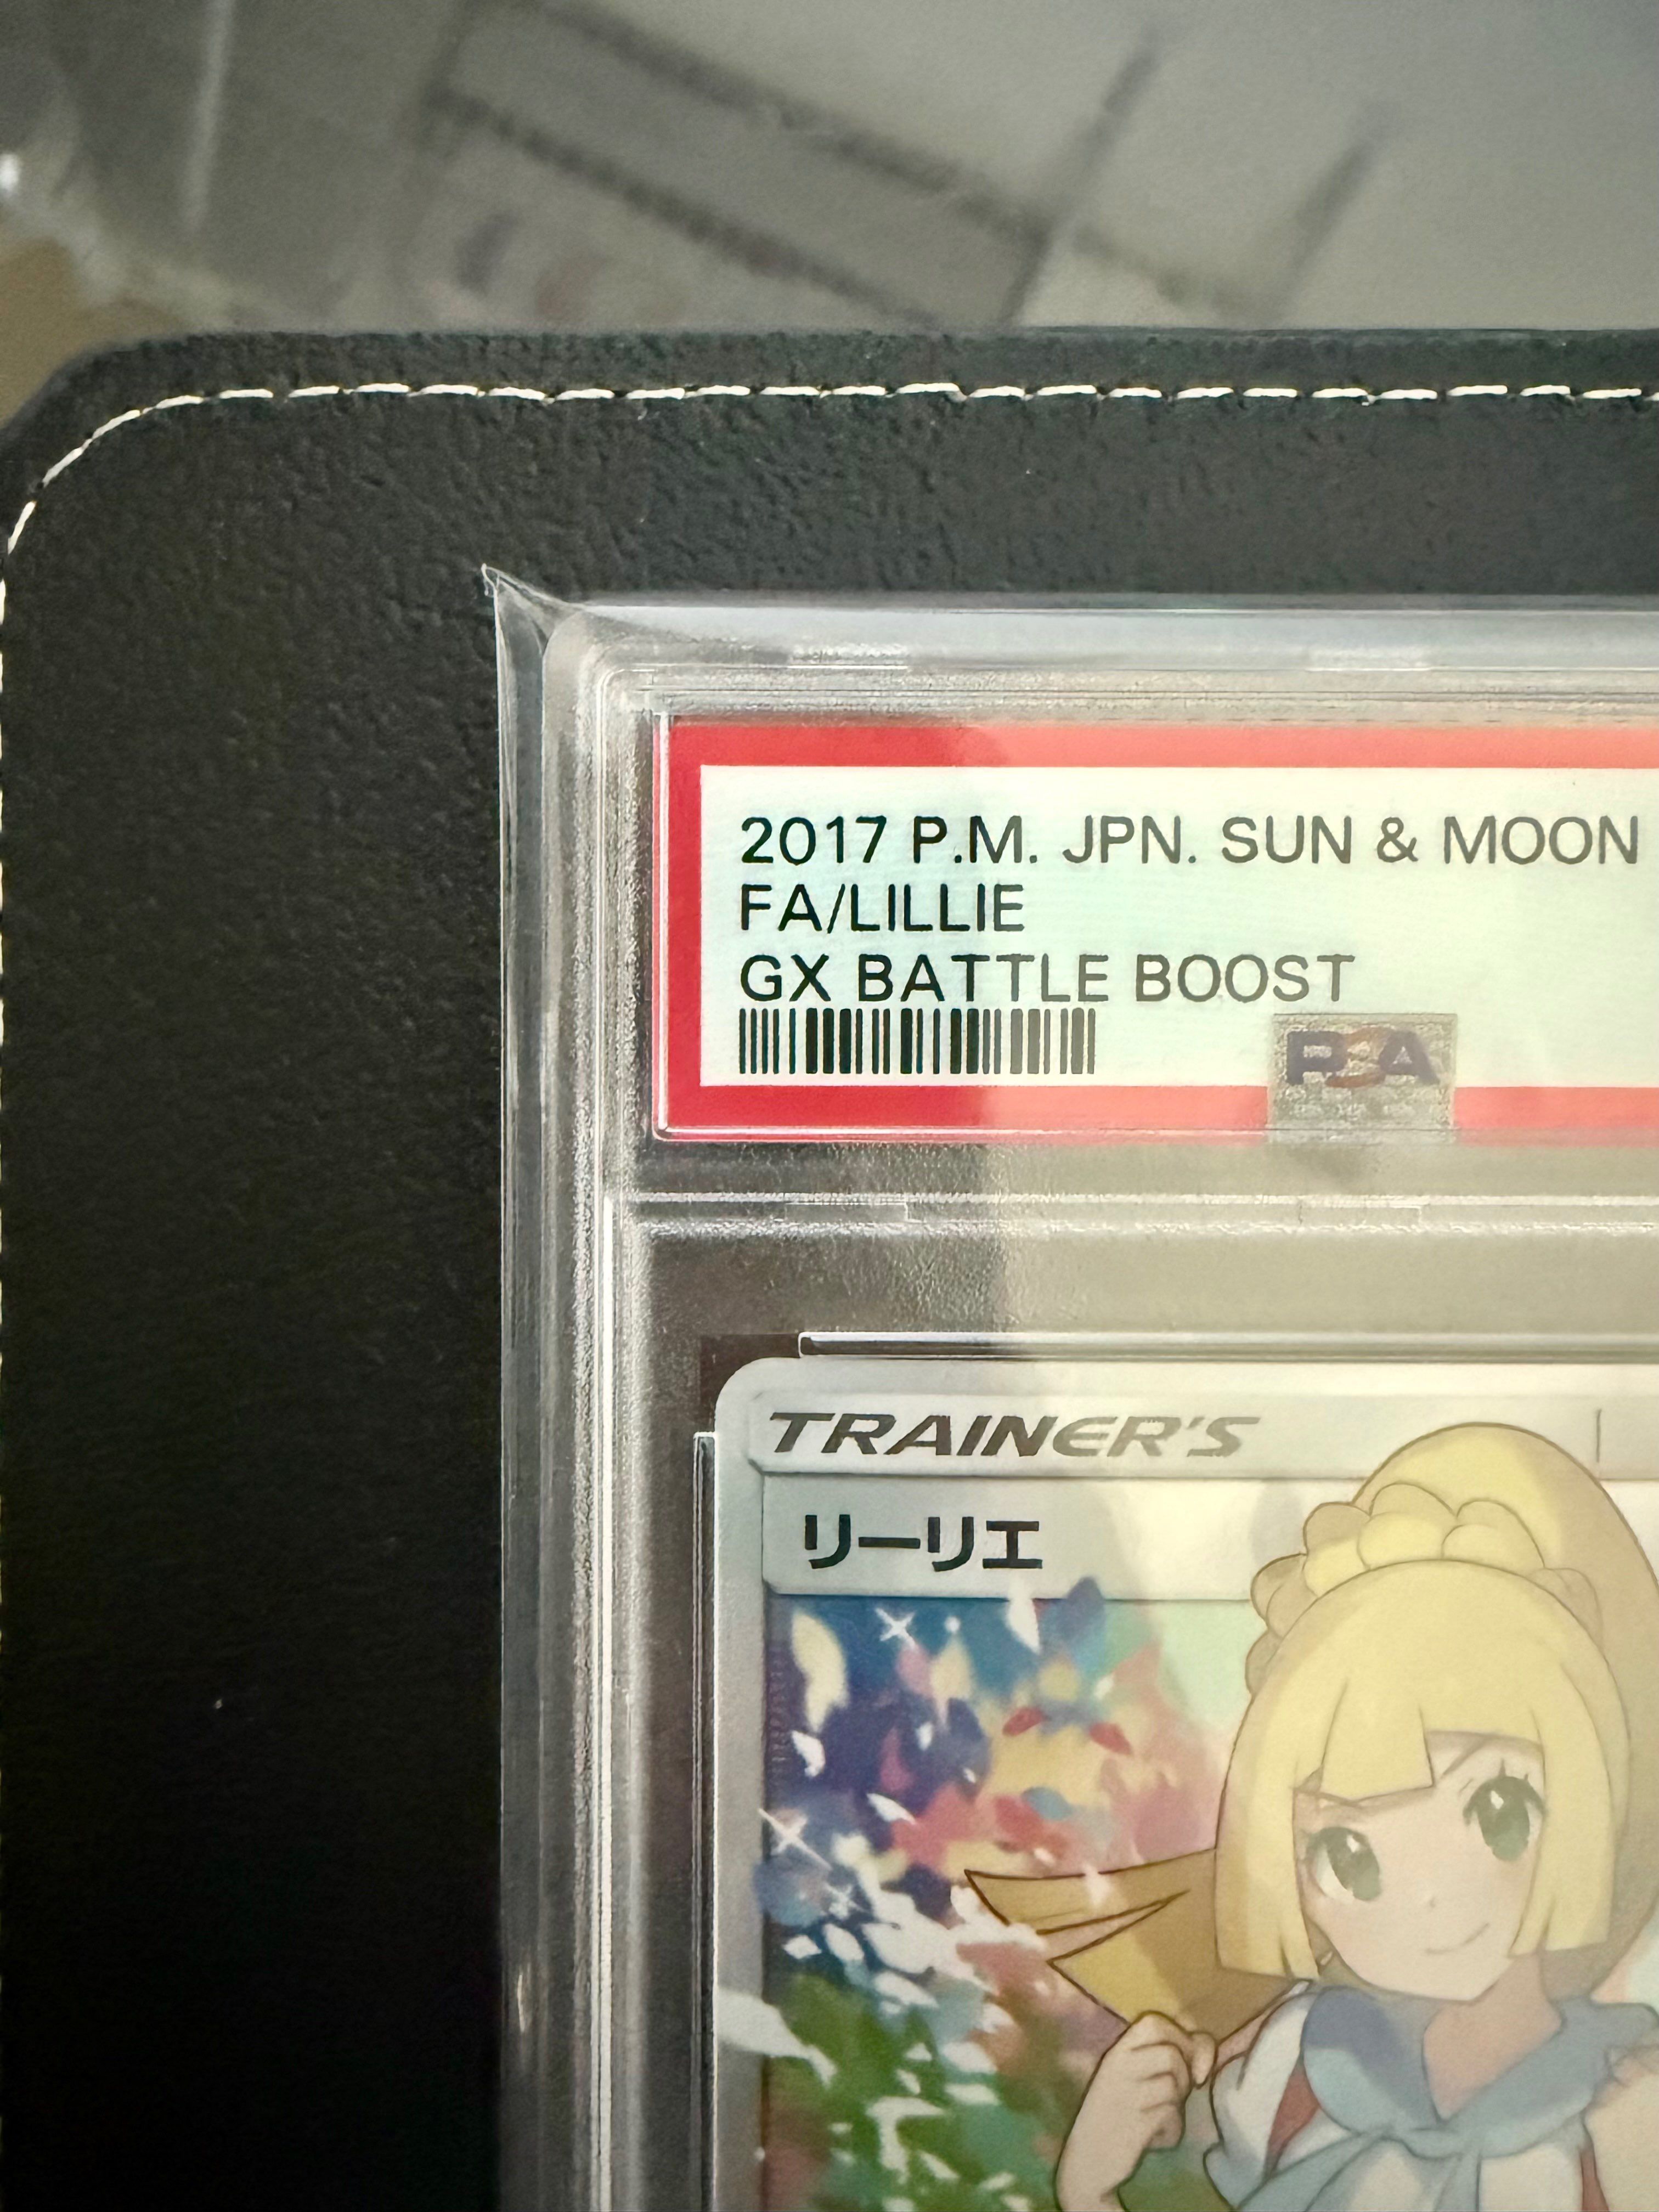 2017 P.M. JPN. SUN & MOON
FA/LILLIE
GX BATTLE BOOST
PSA
TRAINER'S
リーリエ